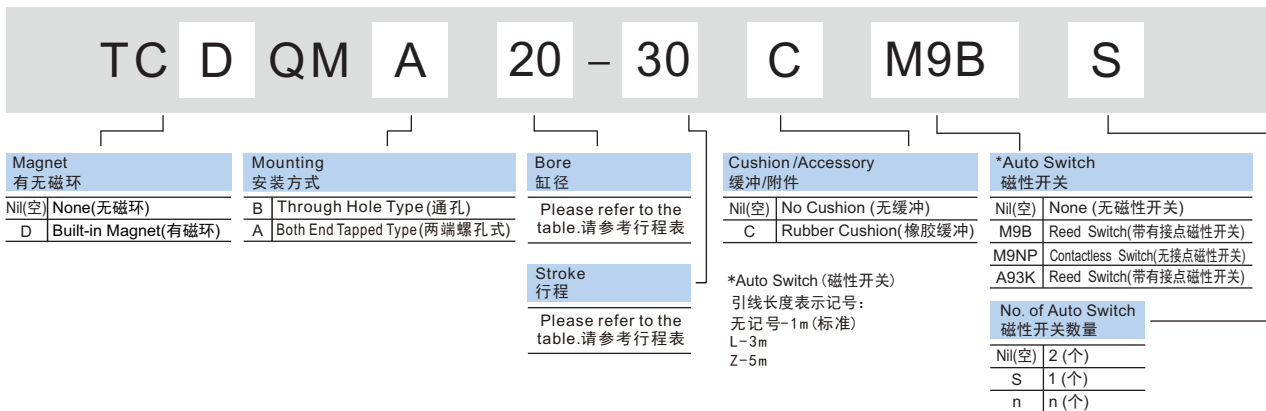 TC D QM A 20 – 30 C M9B S
Magnet
有无磁环
Nil(空) None(无磁环)
D Built-in Magnet(有磁环)
Mounting
安装方式
B Through Hole Type(通孔)
A Both End Tapped Type(两端螺孔式)
Bore
缸径
Please refer to the
table.请参考行程表
Stroke
行程
Please refer to the
table.请参考行程表
Cushion/Accessory
缓冲/附件
Nil(空) No Cushion (无缓冲)
C Rubber Cushion(橡胶缓冲)
*Auto Switch(磁性开关)
引线长度表示记号:
无记号-1m(标准)
L-3m
Z-5m
*Auto Switch
磁性开关
Nil(空) None (无磁性开关)
M9B Reed Switch(带有接点磁性开关)
M9NP Contactless Switch(无接点磁性开关)
A93K Reed Switch(带有接点磁性开关)
No. of Auto Switch
磁性开关数量
Nil(空) 2 (个)
S 1 (个)
n n (个)